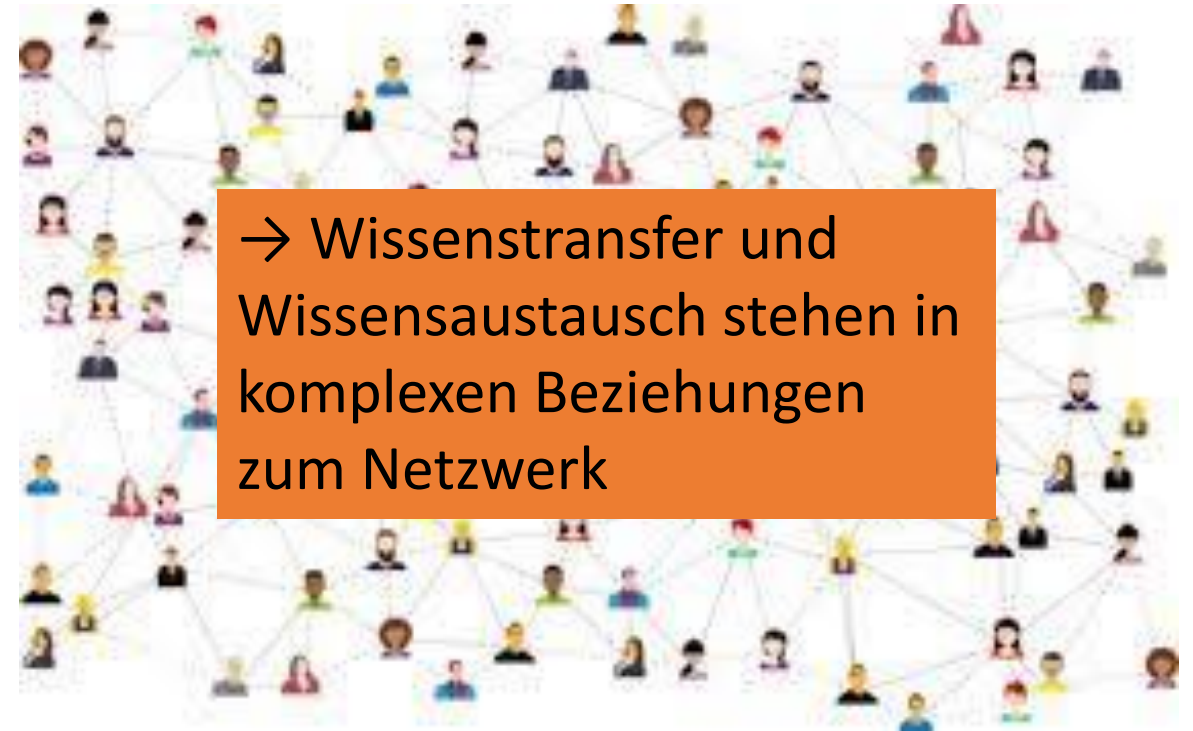 → Wissenstransfer und
Wissensaustausch stehen in
komplexen Beziehungen
zum Netzwerk